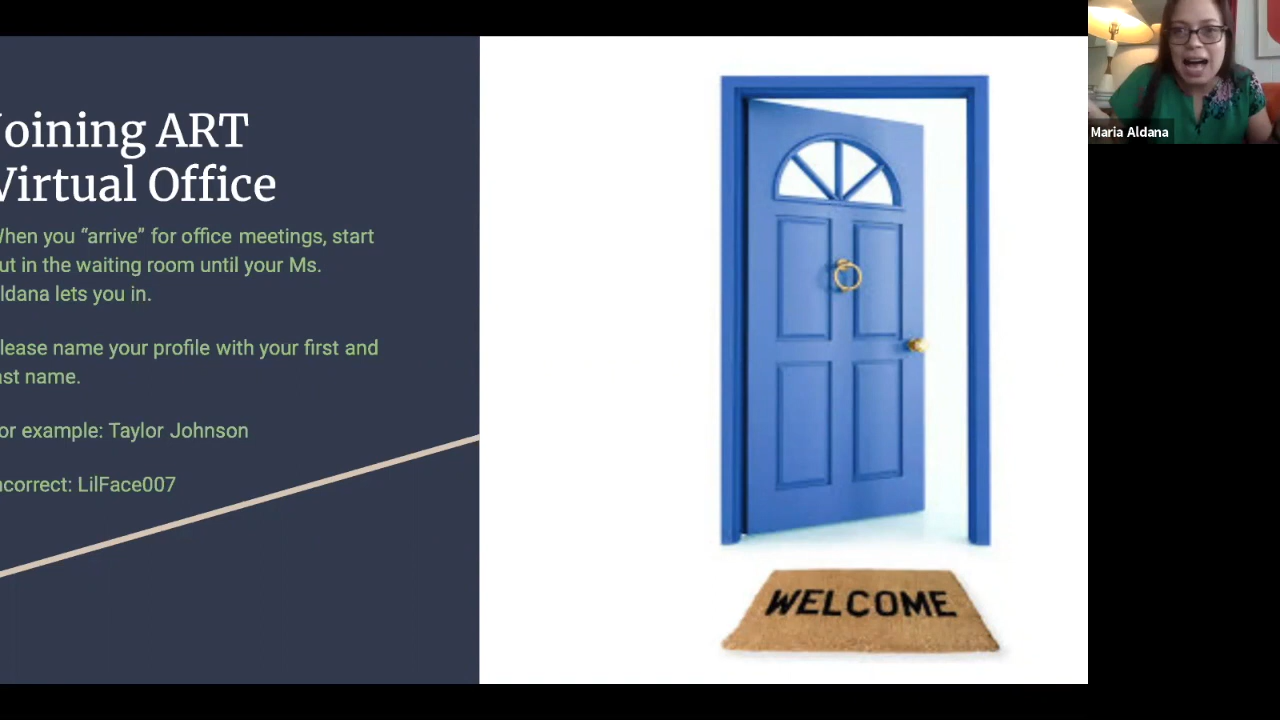 oining ART
Virtual Office
hen you “arrive” for office meetings, start
ut in the waiting room until your Ms.
ldana lets you in.
lease name your profile with your first and
ast name.
or example: Taylor Johnson
ncorrect: LilFace007
WELCOME
Maria Aldana